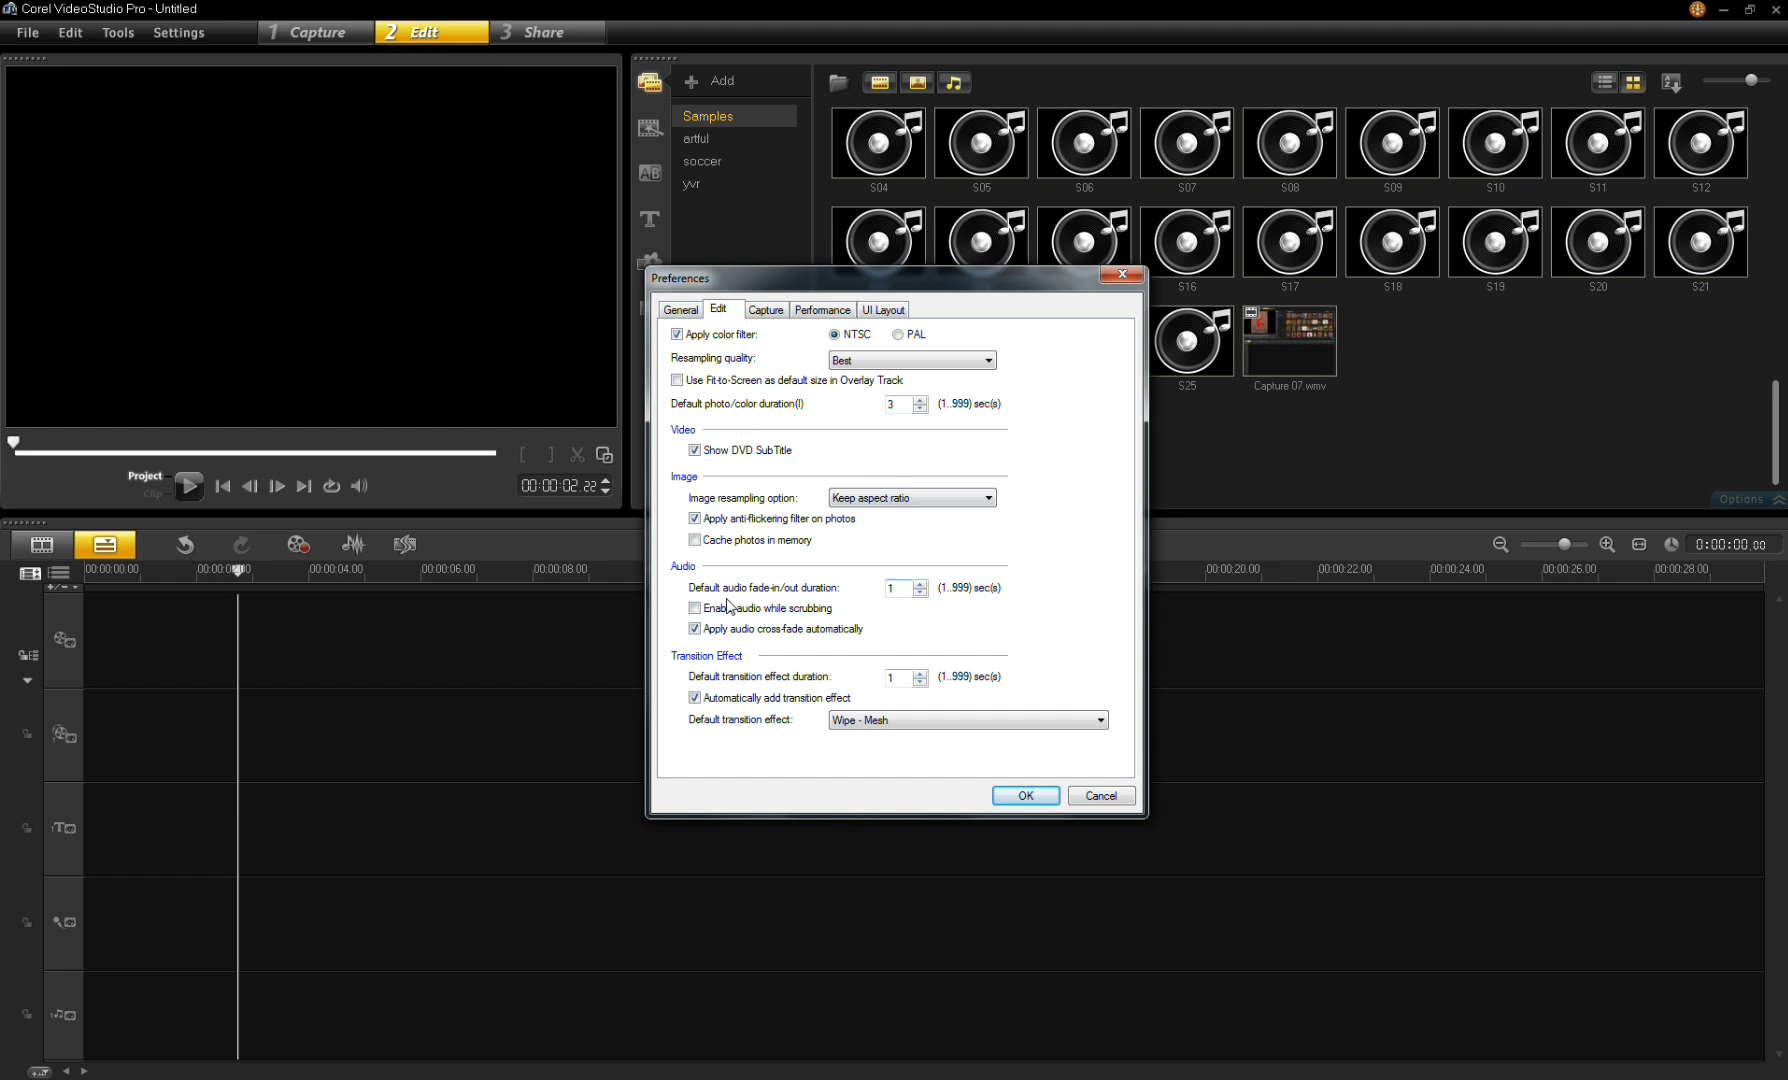 Corel VideoStudio Pro - Untitled
File Edit Tools Settings 1 Capture 2 Edit 3 Share
Add
Samples
artful
soccer
yvr
S04 S05 S06 S07 S08 S09 S10 S11 S12
S16 S17 S18 S19 S20 S21
S25 Capture 07.wmv
Options
Project
Clip
00:00:02.22
Preferences
General Edit Capture Performance UI Layout
Apply color filter: NTSC PAL
Resampling quality: Best
Use Fit-to-Screen as default size in Overlay Track
Default photo/color duration(I) 3 (1..999) sec(s)
Video
Show DVD SubTitle
Image
Image resampling option: Keep aspect ratio
Apply anti-flickering filter on photos
Cache photos in memory
Audio
Default audio fade-in/out duration: 1 (1..999) sec(s)
audio while scrubbing
Apply audio cross-fade automatically
Transition Effect
Default transition effect duration: 1 (1..999) sec(s)
Automatically add transition effect
Default transition effect: Wipe - Mesh
OK Cancel
0:00:00.00
00:00:00.00 00:00:04.00 00:00:06.00 00:00:08.00 00:00:20.00 00:00:22.00 00:00:24.00 00:00:26.00 00:00:28.00